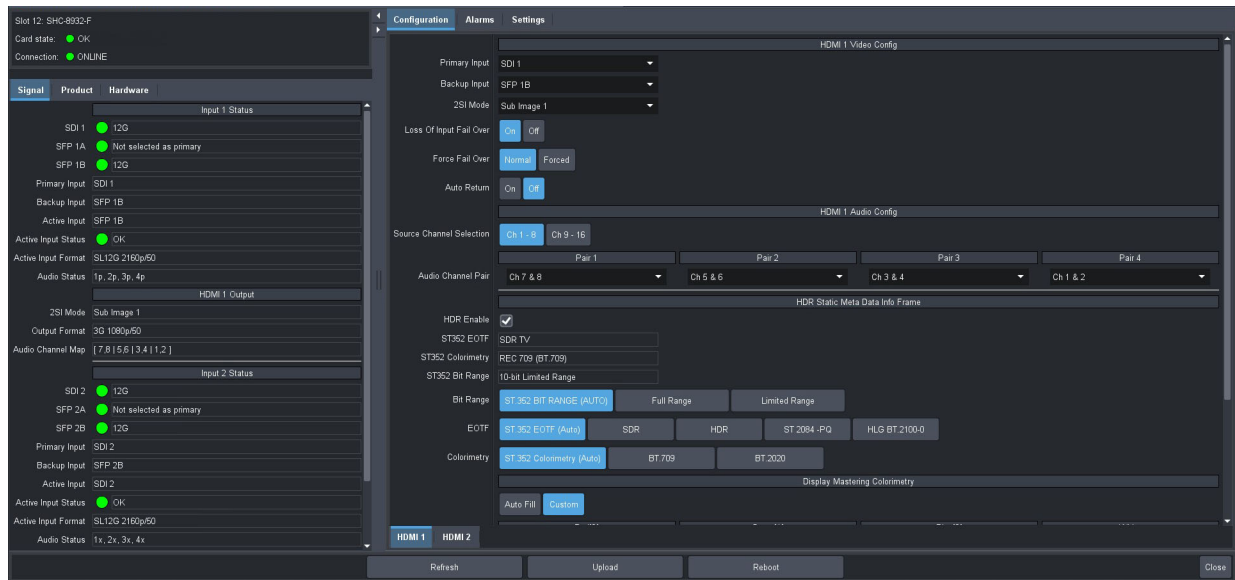 Slot 12: SHC-8932-F
Card state: OK
Connection: ONLINE
Signal Product Hardware
Input 1 Status
SDI 1 12G
SFP 1A Not selected as primary
SFP 1B 12G
Primary Input SDI 1
Backup Input SFP 1B
Active Input SFP 1B
Active Input Status OK
Active Input Format SL12G 2160p/50
Audio Status 1p, 2p, 3p, 4p
HDMI 1 Output
2SI Mode Sub Image 1
Output Format 3G 1080p/50
Audio Channel Map [ 7,8 | 5,6 | 3,4 | 1,2 ]
Input 2 Status
SDI 2 12G
SFP 2A Not selected as primary
SFP 2B 12G
Primary Input SDI 2
Backup Input SFP 2B
Active Input SDI 2
Active Input Status OK
Active Input Format SL12G 2160p/50
Audio Status 1x, 2x, 3x, 4x
Configuration Alarms Settings
HDMI 1 Video Config
Primary Input SDI 1
Backup Input SFP 1B
2SI Mode Sub Image 1
Loss Of Input Fail Over On Off
Force Fail Over Normal Forced
Auto Return On Off
HDMI 1 Audio Config
Source Channel Selection Ch 1 - 8 Ch 9 - 16
Pair 1 Pair 2 Pair 3 Pair 4
Audio Channel Pair Ch 7 & 8 Ch 5 & 6 Ch 3 & 4 Ch 1 & 2
HDR Static Meta Data Info Frame
HDR Enable
ST352 EOTF SDR TV
ST352 Colorimetry REC 709 (BT.709)
ST352 Bit Range 10-bit Limited Range
Bit Range ST.352 BIT RANGE (AUTO) Full Range Limited Range
EOTF ST.352 EOTF (Auto) SDR HDR ST 2084 -PQ HLG BT.2100-0
Colorimetry ST.352 Colorimetry (Auto) BT.709 BT.2020
Display Mastering Colorimetry
Auto Fill Custom
HDMI 1 HDMI 2
Refresh Upload Reboot Close